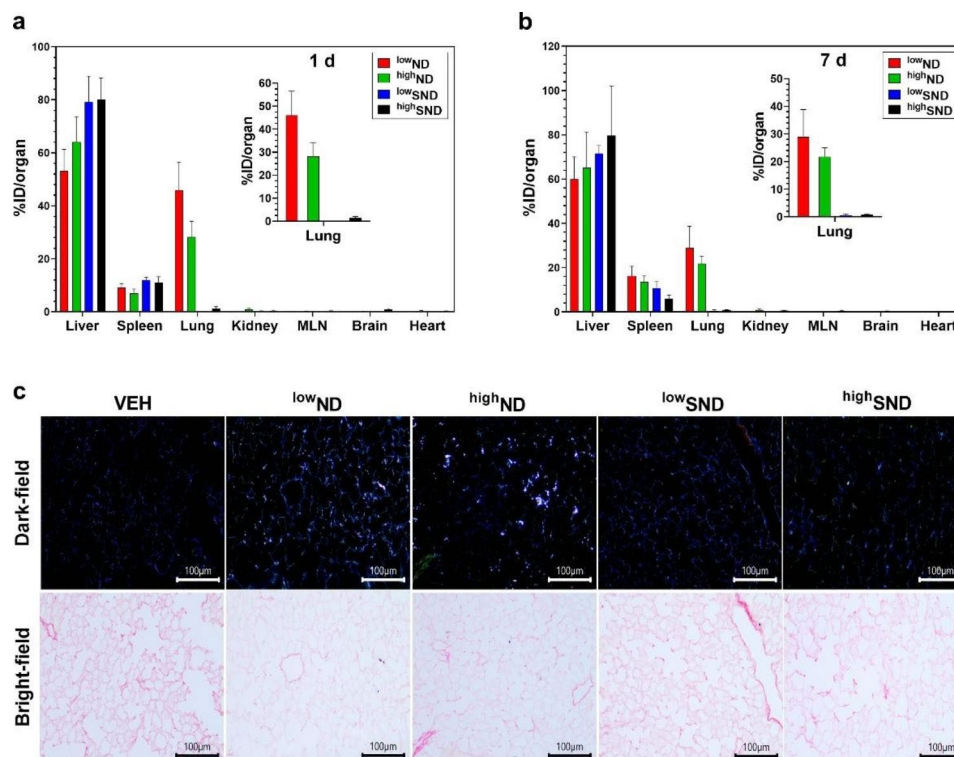 a
1 d
lowND
highND
lowSND
highSND
%ID/organ
100
80
60
40
20
0
%ID/organ
60
50
40
30
20
10
0
Lung
Liver Spleen Lung Kidney MLN Brain Heart
b
7 d
lowND
highND
lowSND
highSND
%ID/organ
120
100
80
60
40
20
0
%ID/organ
50
40
30
20
10
0
Lung
Liver Spleen Lung Kidney MLN Brain Heart
c
VEH lowND highND lowSND highSND
Dark-field
100μm 100μm 100μm 100μm 100μm
Bright-field
100μm 100μm 100μm 100μm 100μm